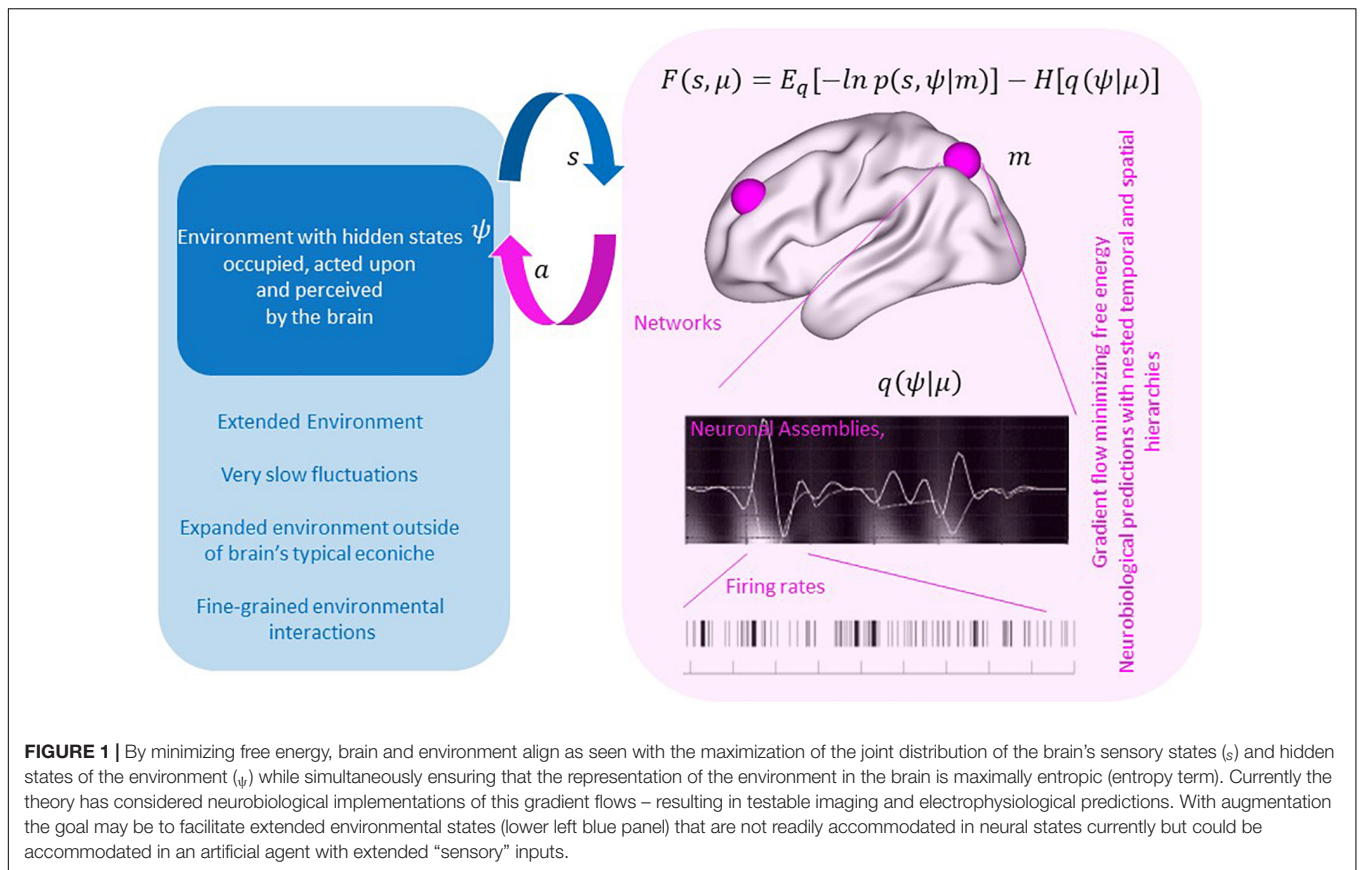 F(s, μ) = E_q[−ln p(s, ψ|m)] − H[q(ψ|μ)]
s
m
Environment with hidden states ψ
occupied, acted upon
and perceived
by the brain
a
Networks
Extended Environment
Very slow fluctuations
Expanded environment outside
of brain's typical econiche
Fine-grained environmental
interactions
q(ψ|μ)
Neuronal Assemblies,
Firing rates
Gradient flow minimizing free energy
Neurobiological predictions with nested temporal and spatial
hierarchies
FIGURE 1 | By minimizing free energy, brain and environment align as seen with the maximization of the joint distribution of the brain's sensory states (s) and hidden
states of the environment (ψ) while simultaneously ensuring that the representation of the environment in the brain is maximally entropic (entropy term). Currently the
theory has considered neurobiological implementations of this gradient flows – resulting in testable imaging and electrophysiological predictions. With augmentation
the goal may be to facilitate extended environmental states (lower left blue panel) that are not readily accommodated in neural states currently but could be
accommodated in an artificial agent with extended "sensory" inputs.